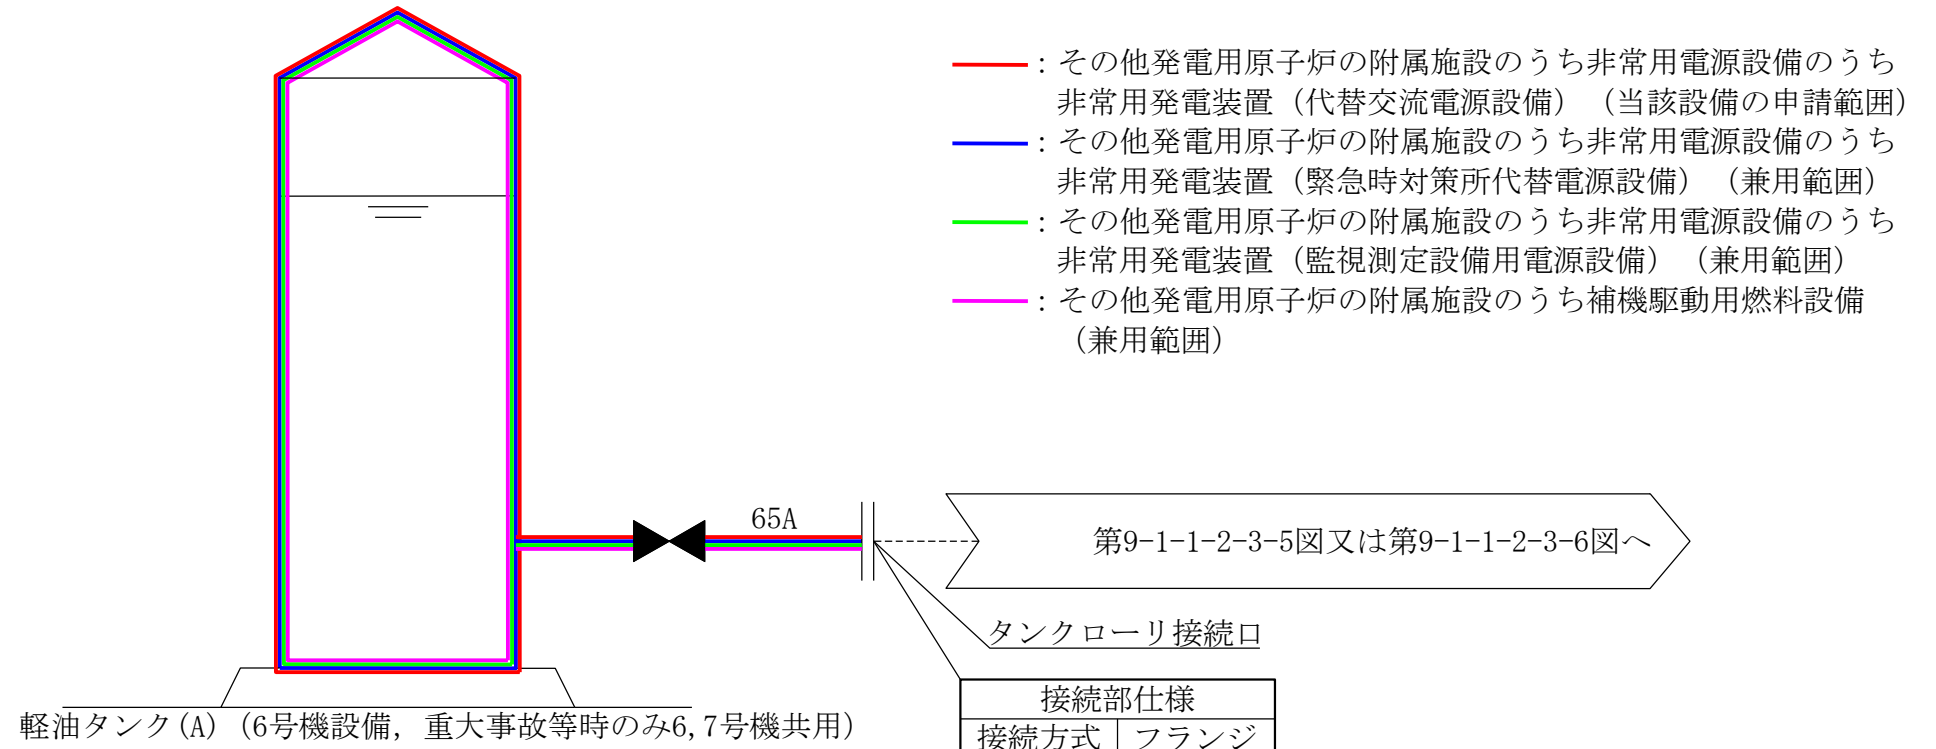 ：その他発電用原子炉の附属施設のうち非常用電源設備のうち
非常用発電装置（代替交流電源設備）（当該設備の申請範囲）
：その他発電用原子炉の附属施設のうち非常用電源設備のうち
非常用発電装置（緊急時対策所代替電源設備）（兼用範囲）
：その他発電用原子炉の附属施設のうち非常用電源設備のうち
非常用発電装置（監視測定設備用電源設備）（兼用範囲）
：その他発電用原子炉の附属施設のうち補機駆動用燃料設備
（兼用範囲）
65A
第9-1-1-2-3-5図又は第9-1-1-2-3-6図へ
タンクローリ接続口
接続部仕様
接続方式 フランジ
軽油タンク(A)（6号機設備, 重大事故等時のみ6,7号機共用）